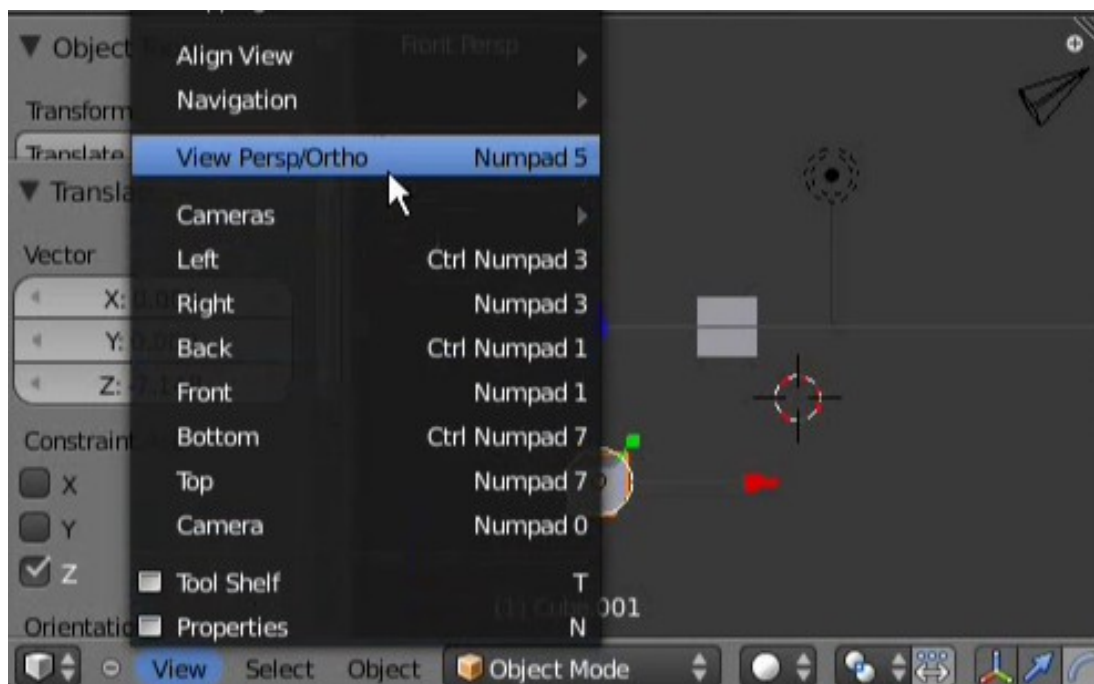 Object
Front Persp
Align View
Navigation
Transform
Translate
View Persp/Ortho Numpad 5
Cameras
Vector
Left Ctrl Numpad 3
X:
Right Numpad 3
Y:
Back Ctrl Numpad 1
Z:
Front Numpad 1
Constraint
Bottom Ctrl Numpad 7
X
Top Numpad 7
Y
Camera Numpad 0
Z
Tool Shelf T
Properties N
View Select Object Object Mode